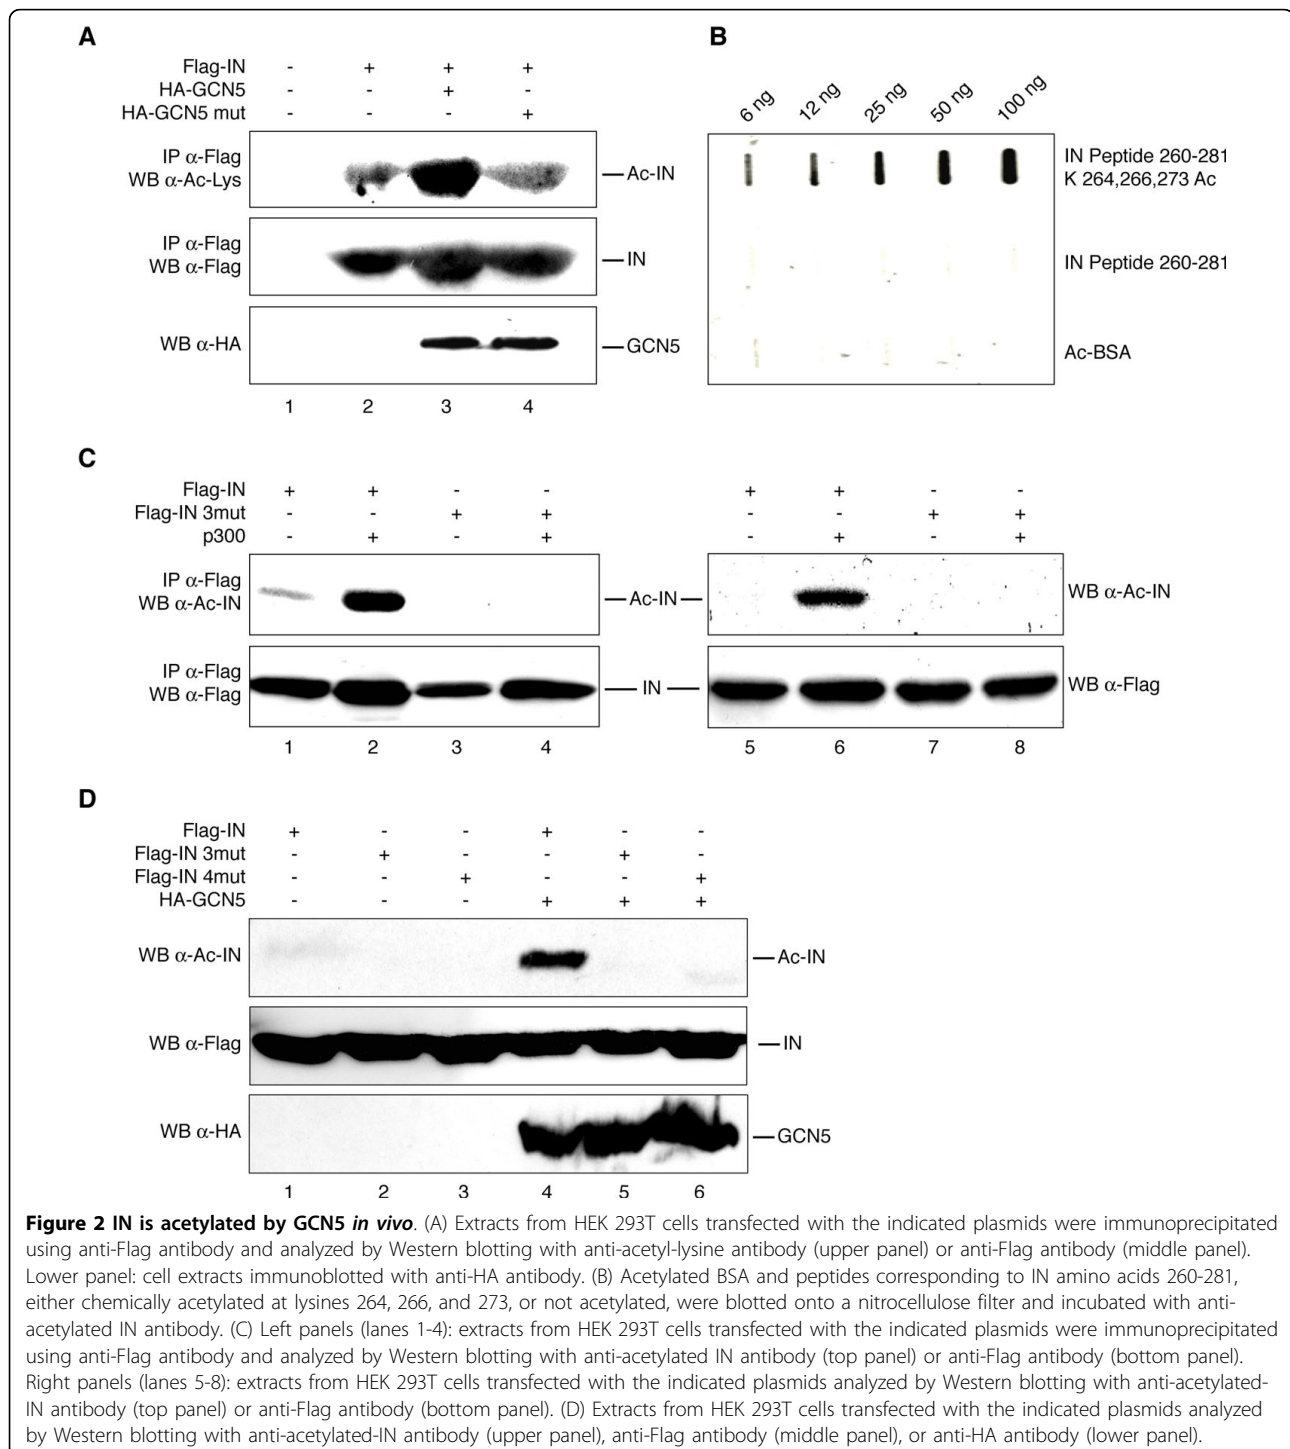 A
Flag-IN - + + +
HA-GCN5 - - + -
HA-GCN5 mut - - - +
IP α-Flag
WB α-Ac-Lys
Ac-IN
IP α-Flag
WB α-Flag
IN
WB α-HA
GCN5
1 2 3 4
B
6 ng 12 ng 25 ng 50 ng 100 ng
IN Peptide 260-281
K 264,266,273 Ac
IN Peptide 260-281
Ac-BSA
C
Flag-IN + + - - + + - -
Flag-IN 3mut - - + + - - + +
p300 - + - + - + - +
IP α-Flag
WB α-Ac-IN
Ac-IN
WB α-Ac-IN
IP α-Flag
WB α-Flag
IN
WB α-Flag
1 2 3 4 5 6 7 8
D
Flag-IN + - - + - -
Flag-IN 3mut - + - - + -
Flag-IN 4mut - - + - - +
HA-GCN5 - - - + + +
WB α-Ac-IN
Ac-IN
WB α-Flag
IN
WB α-HA
GCN5
1 2 3 4 5 6
Figure 2 IN is acetylated by GCN5 in vivo. (A) Extracts from HEK 293T cells transfected with the indicated plasmids were immunoprecipitated
using anti-Flag antibody and analyzed by Western blotting with anti-acetyl-lysine antibody (upper panel) or anti-Flag antibody (middle panel).
Lower panel: cell extracts immunoblotted with anti-HA antibody. (B) Acetylated BSA and peptides corresponding to IN amino acids 260-281,
either chemically acetylated at lysines 264, 266, and 273, or not acetylated, were blotted onto a nitrocellulose filter and incubated with anti-
acetylated IN antibody. (C) Left panels (lanes 1-4): extracts from HEK 293T cells transfected with the indicated plasmids were immunoprecipitated
using anti-Flag antibody and analyzed by Western blotting with anti-acetylated IN antibody (top panel) or anti-Flag antibody (bottom panel).
Right panels (lanes 5-8): extracts from HEK 293T cells transfected with the indicated plasmids analyzed by Western blotting with anti-acetylated-
IN antibody (top panel) or anti-Flag antibody (bottom panel). (D) Extracts from HEK 293T cells transfected with the indicated plasmids analyzed
by Western blotting with anti-acetylated-IN antibody (upper panel), anti-Flag antibody (middle panel), or anti-HA antibody (lower panel).